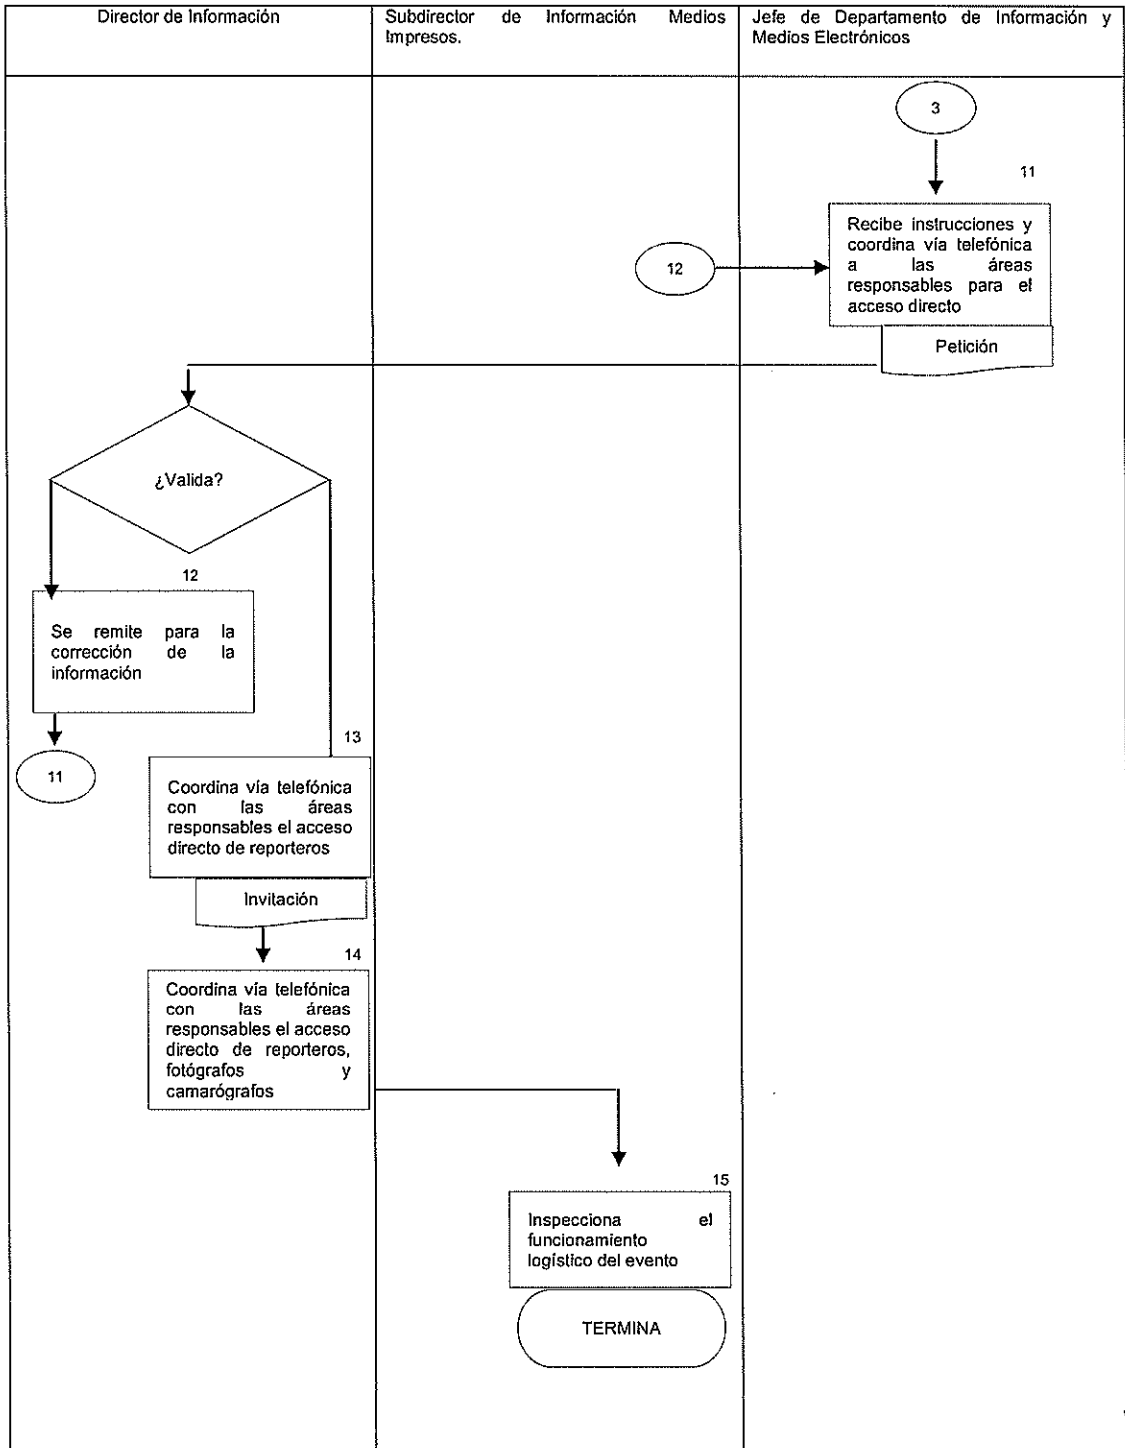 Director de Información
Subdirector de Información Medios
Impresos.
Jefe de Departamento de Información y
Medios Electrónicos
3
11
Recibe instrucciones y
coordina vía telefónica
a las áreas
responsables para el
acceso directo
12
Petición
¿Valida?
12
Se remite para la
corrección de la
información
11
13
Coordina vía telefónica
con las áreas
responsables el acceso
directo de reporteros
Invitación
14
Coordina vía telefónica
con las áreas
responsables el acceso
directo de reporteros,
fotógrafos y
camarógrafos
15
Inspecciona el
funcionamiento
logístico del evento
TERMINA